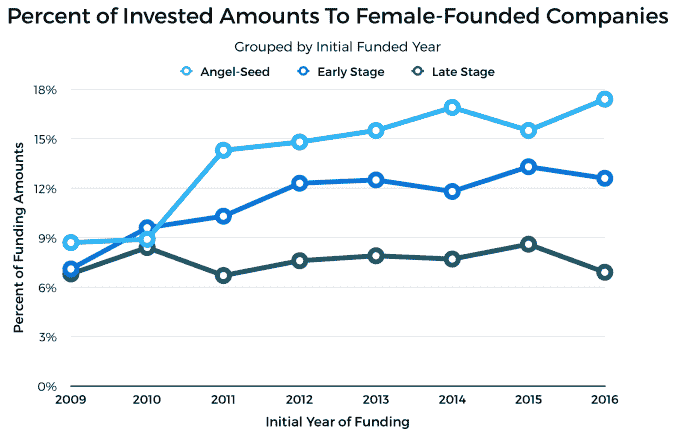 Percent of Invested Amounts To Female-Founded Companies
Grouped by Initial Funded Year
Angel-Seed Early Stage Late Stage
Percent of Funding Amounts
18%
15%
12%
9%
6%
3%
0%
2009 2010 2011 2012 2013 2014 2015 2016
Initial Year of Funding